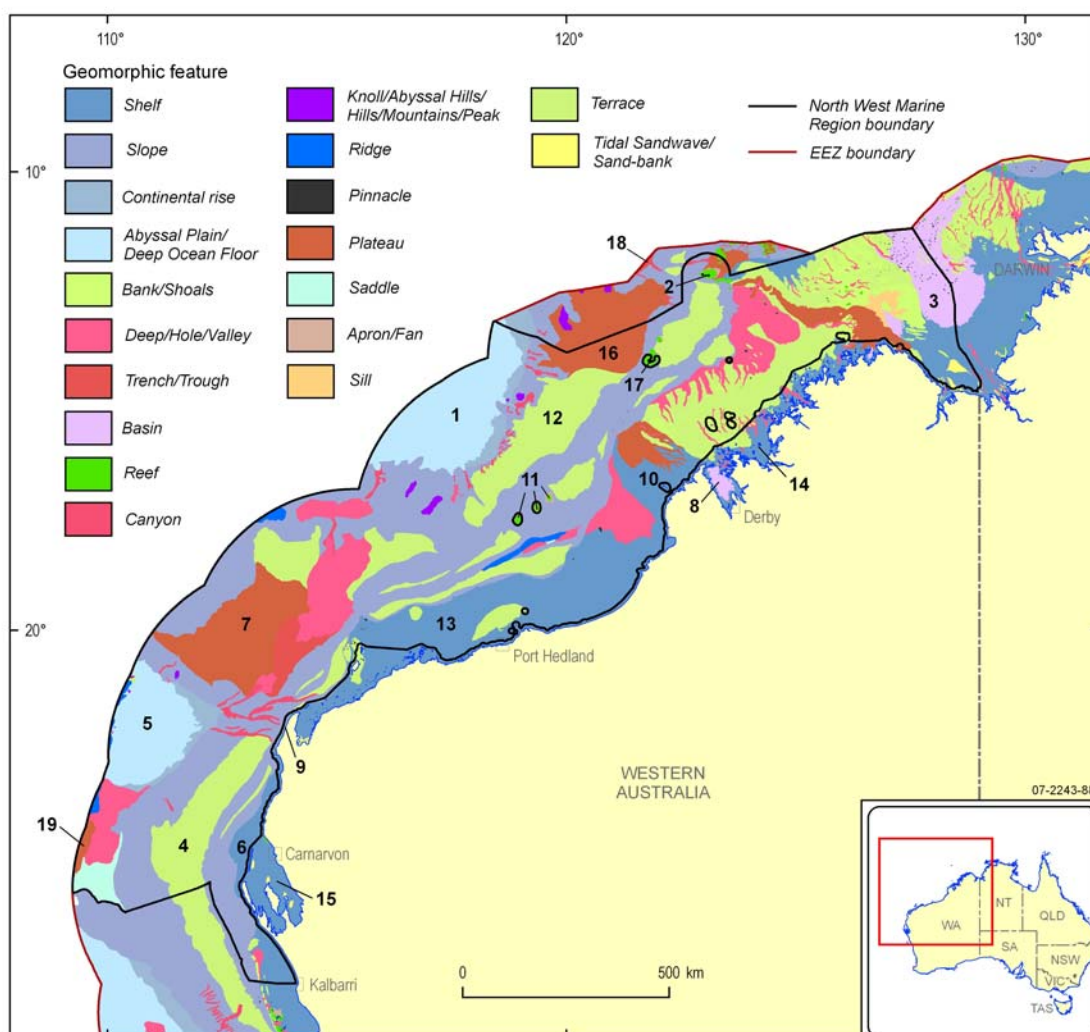 110°
120°
130°
10°
20°
Geomorphic feature
Shelf
Slope
Continental rise
Abyssal Plain/
Deep Ocean Floor
Bank/Shoals
Deep/Hole/Valley
Trench/Trough
Basin
Reef
Canyon
Knoll/Abyssal Hills/
Hills/Mountains/Peak
Ridge
Pinnacle
Plateau
Saddle
Apron/Fan
Sill
Terrace
Tidal Sandwave/
Sand-bank
North West Marine
Region boundary
EEZ boundary
18
2
DARWIN
3
16
17
1
12
11
10
14
8
Derby
7
13
Port Hedland
5
9
WESTERN
AUSTRALIA
07-2243-8
19
4
6
Carnarvon
15
Kalbarri
0
500 km
WA
NT
QLD
SA
NSW
VIC
TAS